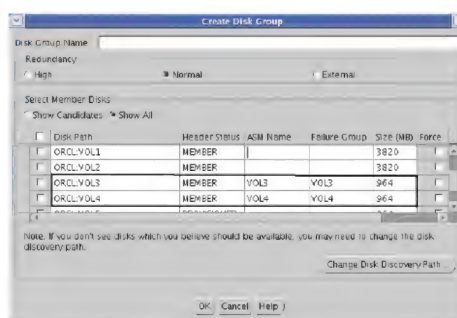 Create Disk Group
Disk Group Name
Redundancy
High Normal External
Select Member Disks
Show Candidates Show All
Disk Path Header Status ASM Name Failure Group Size (MB) Force
ORCL:VOL1 MEMBER 3820
ORCL:VOL2 MEMBER 3820
ORCL:VOL3 MEMBER VOL3 VOL3 964
ORCL:VOL4 MEMBER VOL4 VOL4 964
Note. If you don't see disks which you believe should be available, you may need to change the disk
discovery path.
Change Disk Discovery Path...
OK Cancel Help